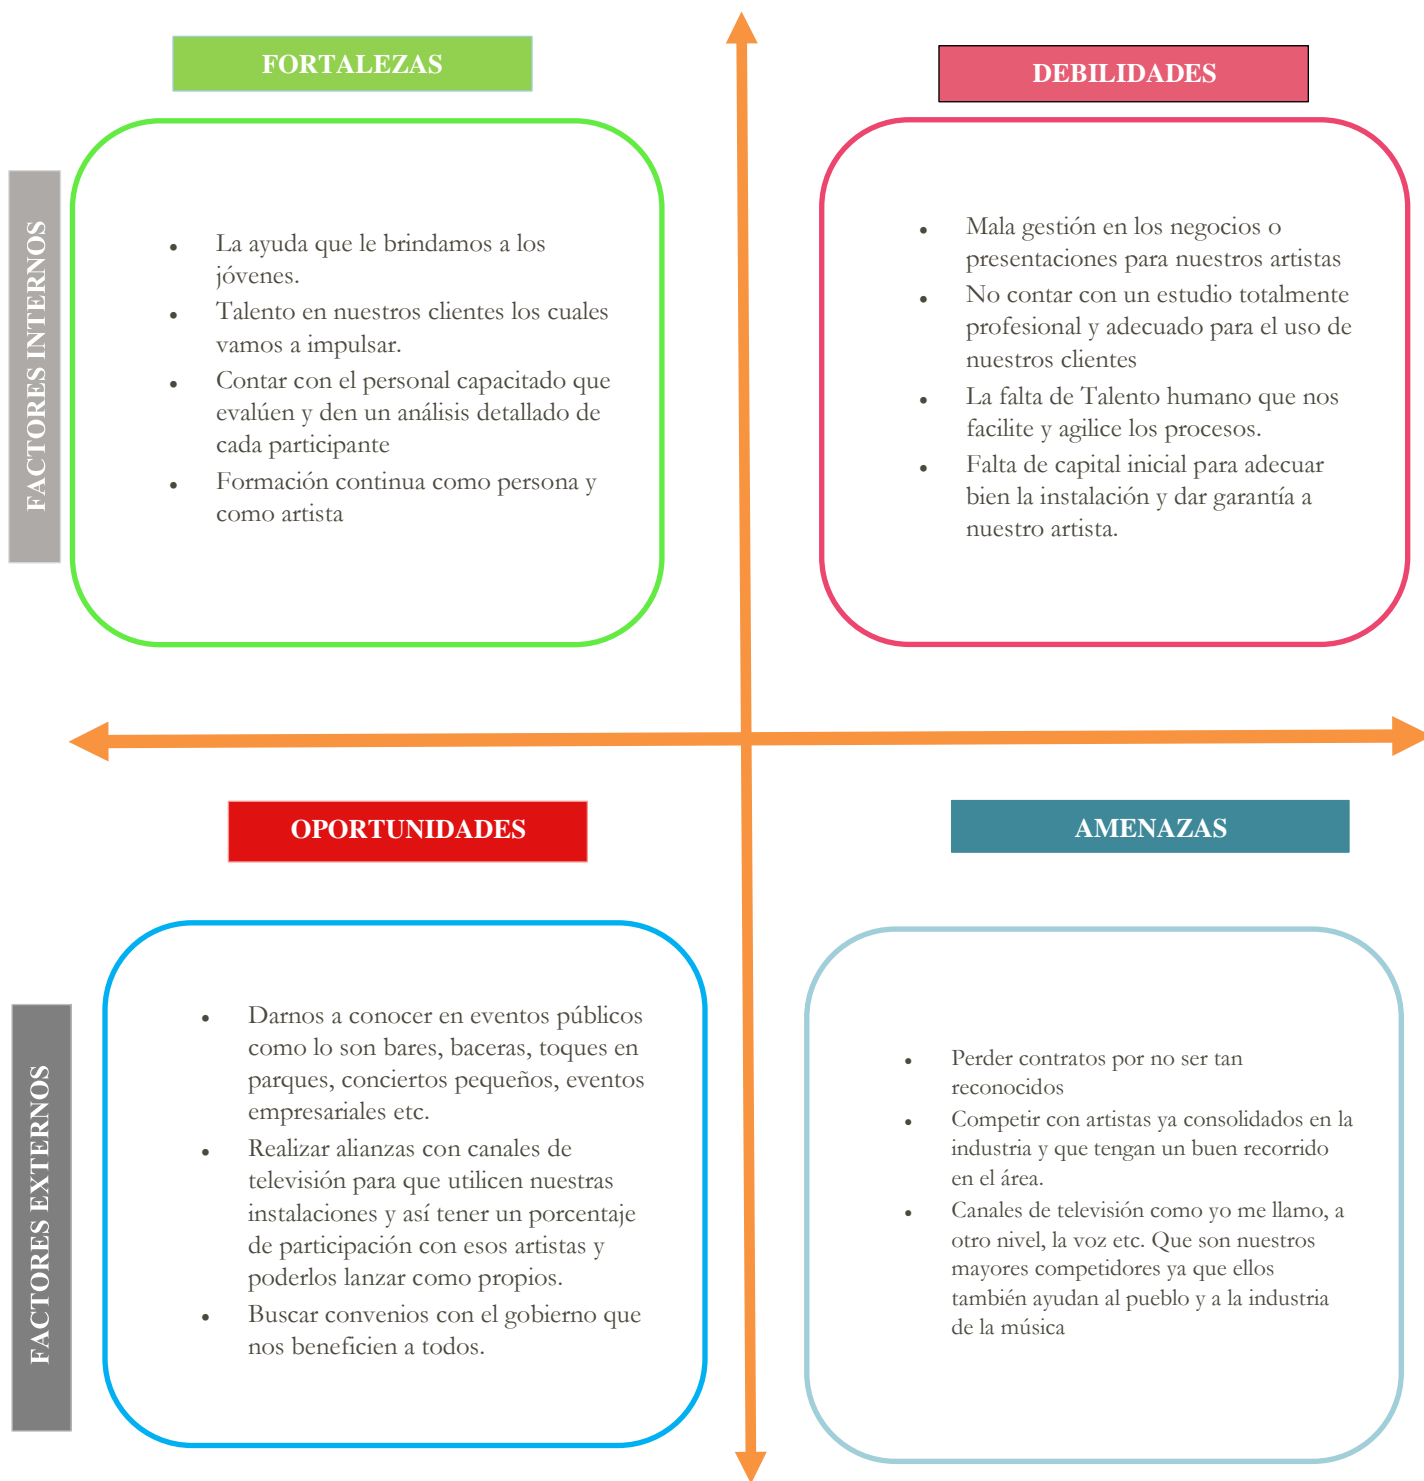 FORTALEZAS
DEBILIDADES
FACTORES INTERNOS
La ayuda que le brindamos a los
jóvenes.
Talento en nuestros clientes los cuales
vamos a impulsar.
Contar con el personal capacitado que
evalúen y den un análisis detallado de
cada participante
Formación continua como persona y
como artista
Mala gestión en los negocios o
presentaciones para nuestros artistas
No contar con un estudio totalmente
profesional y adecuado para el uso de
nuestros clientes
La falta de Talento humano que nos
facilite y agilice los procesos.
Falta de capital inicial para adecuar
bien la instalación y dar garantía a
nuestro artista.
OPORTUNIDADES
AMENAZAS
FACTORES EXTERNOS
Darnos a conocer en eventos públicos
como lo son bares, baceras, toques en
parques, conciertos pequeños, eventos
empresariales etc.
Realizar alianzas con canales de
televisión para que utilicen nuestras
instalaciones y así tener un porcentaje
de participación con esos artistas y
poderlos lanzar como propios.
Buscar convenios con el gobierno que
nos beneficien a todos.
Perder contratos por no ser tan
reconocidos
Competir con artistas ya consolidados en la
industria y que tengan un buen recorrido
en el área.
Canales de televisión como yo me llamo, a
otro nivel, la voz etc. Que son nuestros
mayores competidores ya que ellos
también ayudan al pueblo y a la industria
de la música